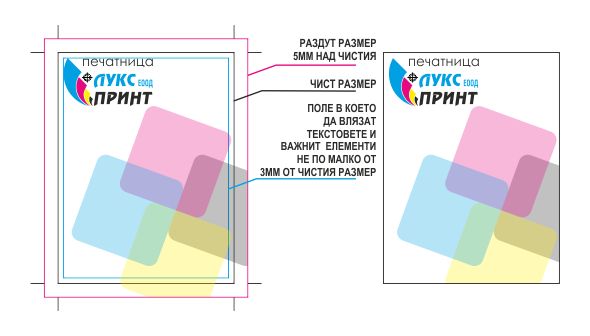 печатница
ЛУКС ЕООД
ПРИНТ
РАЗДУТ РАЗМЕР
5ММ НАД ЧИСТИЯ
ЧИСТ РАЗМЕР
ПОЛЕ В КОЕТО
ДА ВЛЯЗАТ
ТЕКСТОВЕТЕ И
ВАЖНИТ ЕЛЕМЕНТИ
НЕ ПО МАЛКО ОТ
3ММ ОТ ЧИСТИЯ РАЗМЕР
печатница
ЛУКС ЕООД
ПРИНТ